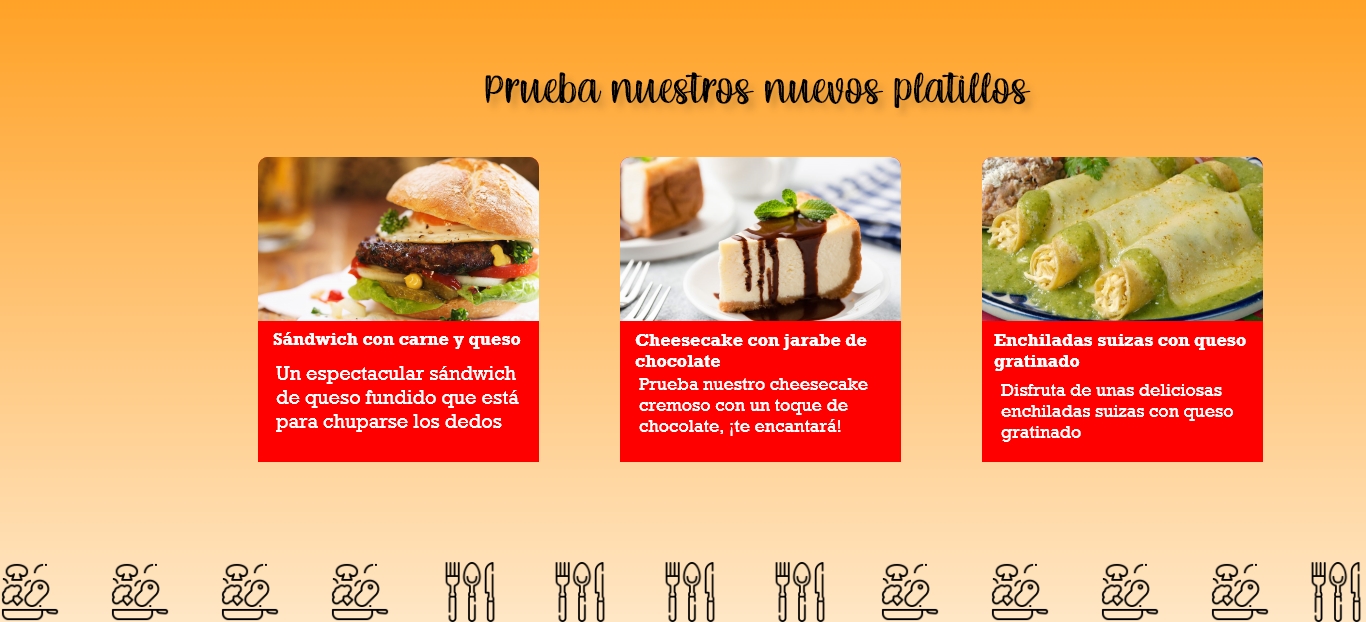 Prueba nuestros nuevos platillos
Sándwich con carne y queso
Un espectacular sándwich
de queso fundido que está
para chuparse los dedos
Cheesecake con jarabe de
chocolate
Prueba nuestro cheesecake
cremoso con un toque de
chocolate, ¡te encantará!
Enchiladas suizas con queso
gratinado
Disfruta de unas deliciosas
enchiladas suizas con queso
gratinado